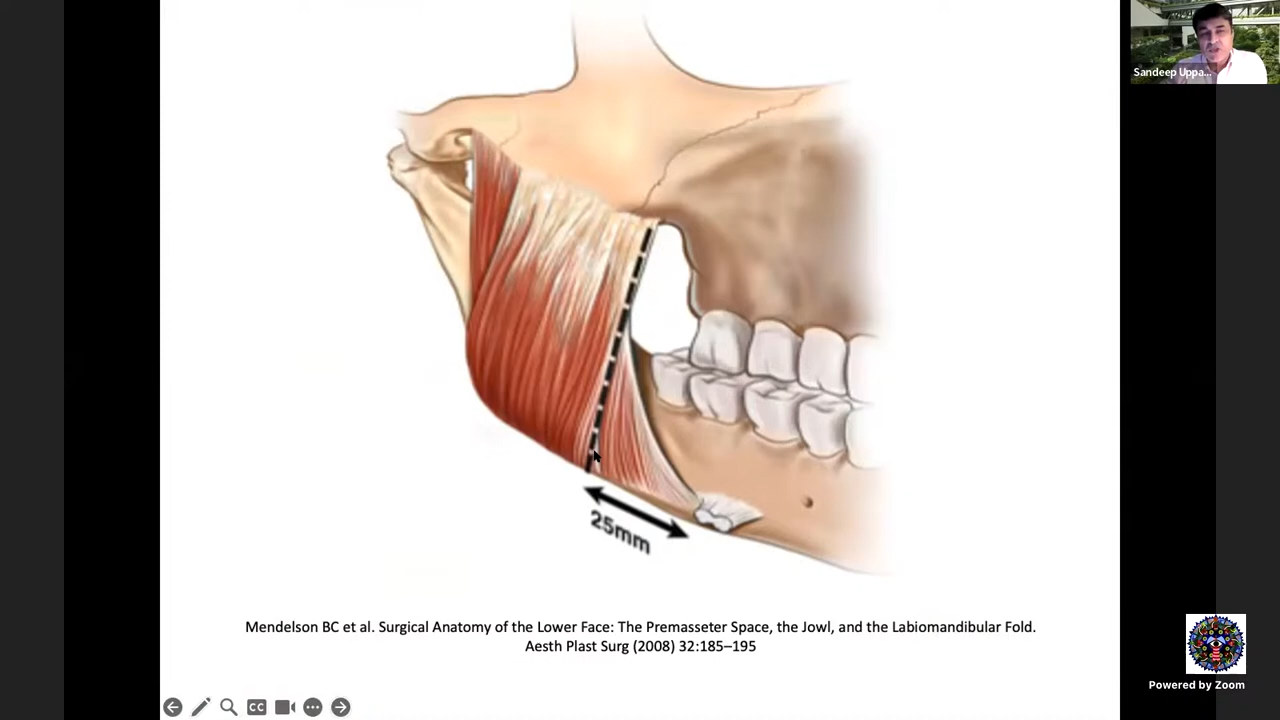 Sandeep Uppa...
25mm
Mendelson BC et al. Surgical Anatomy of the Lower Face: The Premasseter Space, the Jowl, and the Labiomandibular Fold.
Aesth Plast Surg (2008) 32:185–195
CC
Powered by Zoom